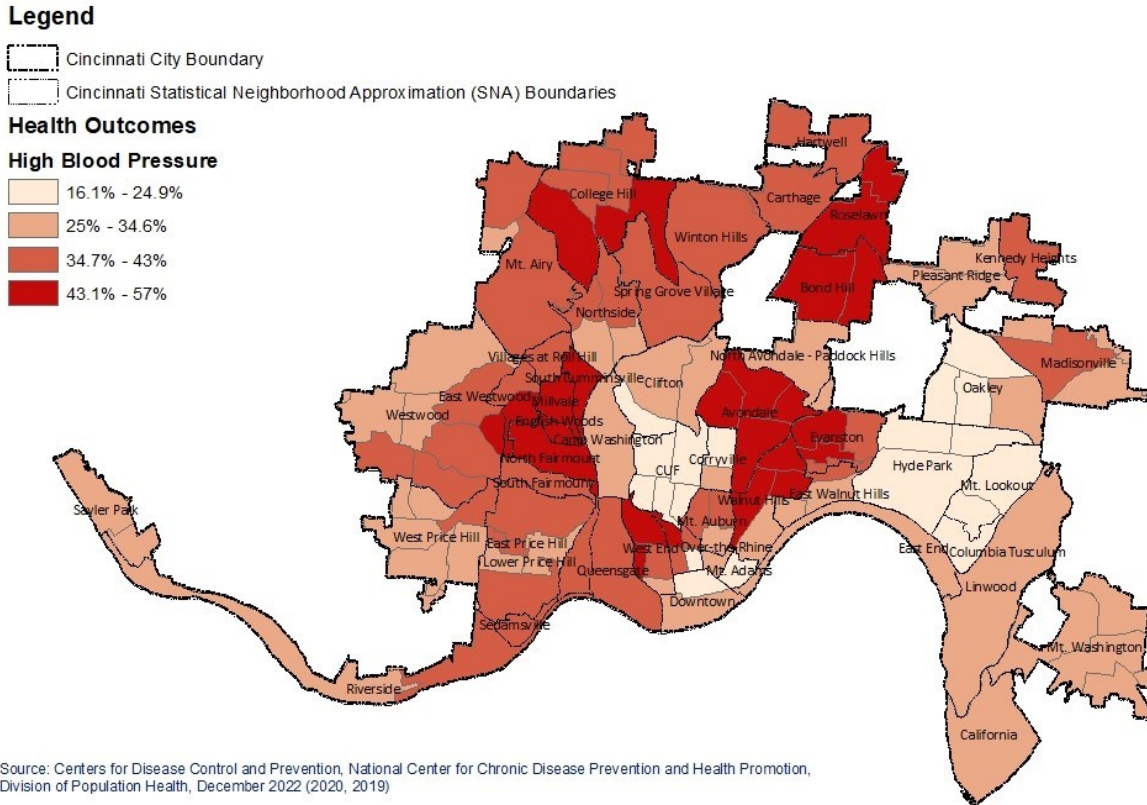 Legend
Cincinnati City Boundary
Cincinnati Statistical Neighborhood Approximation (SNA) Boundaries
Health Outcomes
High Blood Pressure
16.1% - 24.9%
25% - 34.6%
34.7% - 43%
43.1% - 57%
Hartwell
College Hill
Carthage
Roselawn
Winton Hills
Mt. Airy
Kennedy Heights
Pleasant Ridge
Bond Hill
Spring Grove Village
Northside
Villages at Roll Hill
North Avondale - Paddock Hills
Madisonville
South Cumminsville
Clifton
Oakley
East Westwood
Millvale
Westwood
Avondale
English Woods
Camp Washington
Evanston
North Fairmount
Corryville
Hyde Park
CUF
South Fairmount
Mt. Lookout
Walnut Hills
East Walnut Hills
Sayler Park
Mt. Auburn
West Price Hill
East Price Hill
West End
Over-the-Rhine
East End
Columbia Tusculum
Lower Price Hill
Queensgate
Mt. Adams
Linwood
Downtown
Sedamsville
Mt. Washington
Riverside
California
Source: Centers for Disease Control and Prevention, National Center for Chronic Disease Prevention and Health Promotion,
Division of Population Health, December 2022 (2020, 2019)